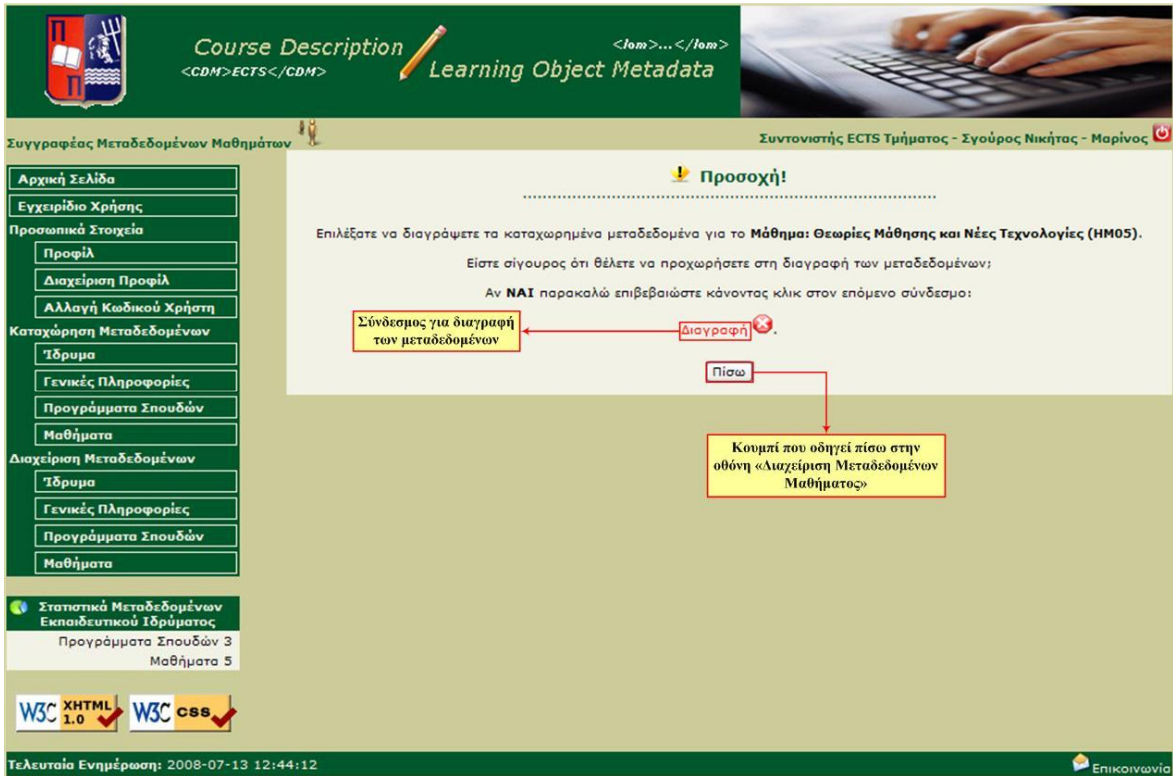 Π
Π
Course Description
<CDM>ECTS</CDM>
<lom>...</lom>
Learning Object Metadata
Συγγραφέας Μεταδεδομένων Μαθημάτων
Συντονιστής ECTS Τμήματος - Σγούρος Νικήτας - Μαρίνος
Αρχική Σελίδα
Εγχειρίδιο Χρήσης
Προσωπικά Στοιχεία
Προφίλ
Διαχείριση Προφίλ
Αλλαγή Κωδικού Χρήστη
Καταχώρηση Μεταδεδομένων
Ίδρυμα
Γενικές Πληροφορίες
Προγράμματα Σπουδών
Μαθήματα
Διαχείριση Μεταδεδομένων
Ίδρυμα
Γενικές Πληροφορίες
Προγράμματα Σπουδών
Μαθήματα
Στατιστικά Μεταδεδομένων
Εκπαιδευτικού Ιδρύματος
Προγράμματα Σπουδών 3
Μαθήματα 5
W3C XHTML 1.0
W3C css
Προσοχή!
Επιλέξατε να διαγράψετε τα καταχωρημένα μεταδεδομένα για το Μάθημα: Θεωρίες Μάθησης και Νέες Τεχνολογίες (ΗΜ05).
Είστε σίγουρος ότι θέλετε να προχωρήσετε στη διαγραφή των μεταδεδομένων;
Αν ΝΑΙ παρακαλώ επιβεβαιώστε κάνοντας κλικ στον επόμενο σύνδεσμο:
Σύνδεσμος για διαγραφή
των μεταδεδομένων
Διαγραφή.
Πίσω
Κουμπί που οδηγεί πίσω στην
οθόνη «Διαχείριση Μεταδεδομένων
Μαθήματος»
Τελευταία Ενημέρωση: 2008-07-13 12:44:12
Επικοινωνία